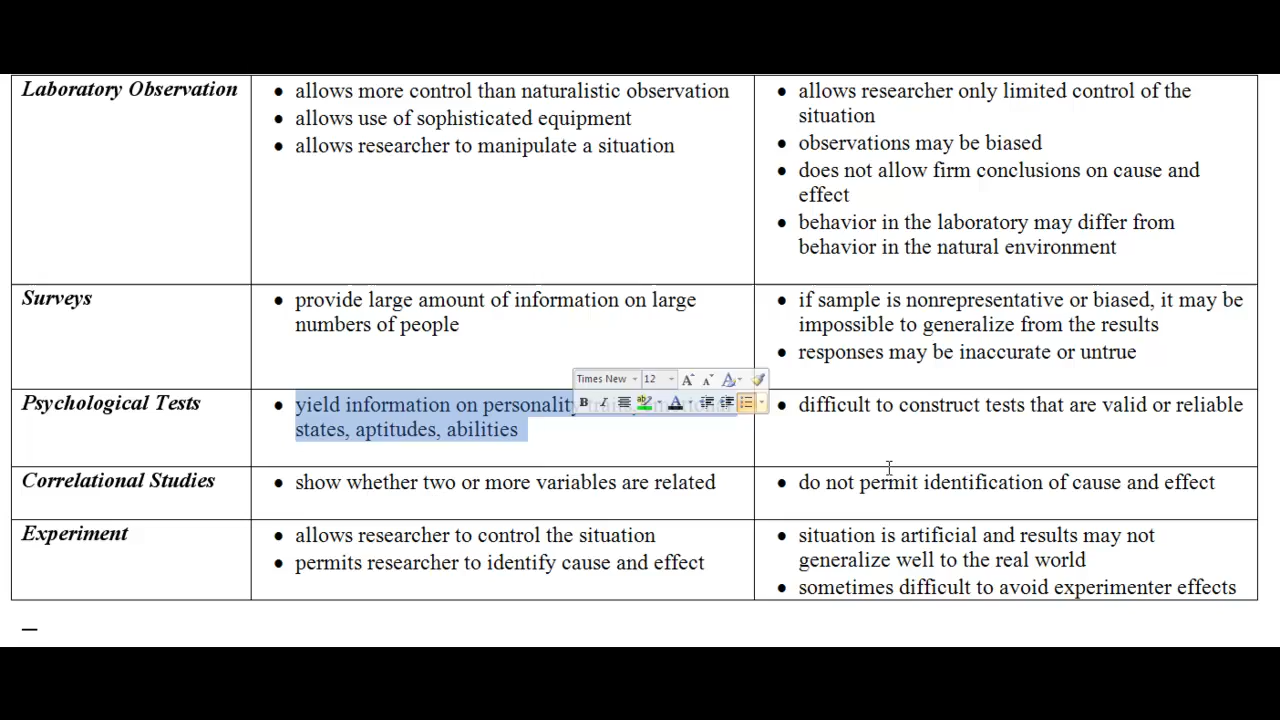 Laboratory Observation
allows more control than naturalistic observation
allows use of sophisticated equipment
allows researcher to manipulate a situation
allows researcher only limited control of the
situation
observations may be biased
does not allow firm conclusions on cause and
effect
behavior in the laboratory may differ from
behavior in the natural environment
Surveys
provide large amount of information on large
numbers of people
if sample is nonrepresentative or biased, it may be
impossible to generalize from the results
responses may be inaccurate or untrue
Times New 12
Psychological Tests
yield information on personality
states, aptitudes, abilities
difficult to construct tests that are valid or reliable
Correlational Studies
show whether two or more variables are related
do not permit identification of cause and effect
Experiment
allows researcher to control the situation
permits researcher to identify cause and effect
situation is artificial and results may not
generalize well to the real world
sometimes difficult to avoid experimenter effects